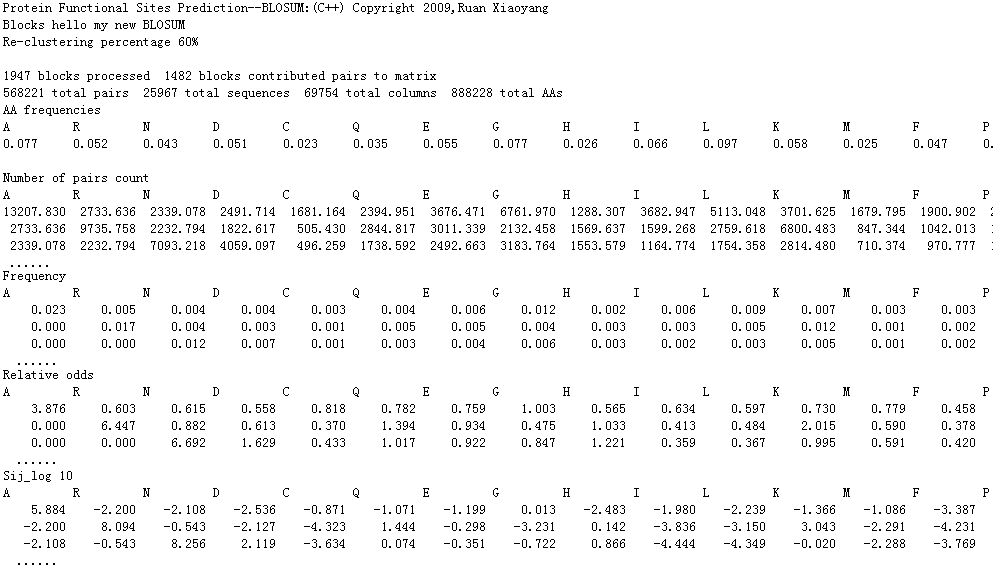 Protein Functional Sites Prediction--BLOSUM:(C++) Copyright 2009,Ruan Xiaoyang
Blocks hello my new BLOSUM
Re-clustering percentage 60%
1947 blocks processed 1482 blocks contributed pairs to matrix
568221 total pairs 25967 total sequences 69754 total columns 888228 total AAs
AA frequencies
A R N D C Q E G H I L K M F P
0.077 0.052 0.043 0.051 0.023 0.035 0.055 0.077 0.026 0.066 0.097 0.058 0.025 0.047 0.
Number of pairs count
A R N D C Q E G H I L K M F P
13207.830 2733.636 2339.078 2491.714 1681.164 2394.951 3676.471 6761.970 1288.307 3682.947 5113.048 3701.625 1679.795 1900.902 2
2733.636 9735.758 2232.794 1822.617 505.430 2844.817 3011.339 2132.458 1569.637 1599.268 2759.618 6800.483 847.344 1042.013 1
2339.078 2232.794 7093.218 4059.097 496.259 1738.592 2492.663 3183.764 1553.579 1164.774 1754.358 2814.480 710.374 970.777 1
......
Frequency
A R N D C Q E G H I L K M F P
0.023 0.005 0.004 0.004 0.003 0.004 0.006 0.012 0.002 0.006 0.009 0.007 0.003 0.003
0.000 0.017 0.004 0.003 0.001 0.005 0.005 0.004 0.003 0.003 0.005 0.012 0.001 0.002
0.000 0.000 0.012 0.007 0.001 0.003 0.004 0.006 0.003 0.002 0.003 0.005 0.001 0.002
......
Relative odds
A R N D C Q E G H I L K M F P
3.876 0.603 0.615 0.558 0.818 0.782 0.759 1.003 0.565 0.634 0.597 0.730 0.779 0.458
0.000 6.447 0.882 0.613 0.370 1.394 0.934 0.475 1.033 0.413 0.484 2.015 0.590 0.378
0.000 0.000 6.692 1.629 0.433 1.017 0.922 0.847 1.221 0.359 0.367 0.995 0.591 0.420
......
Sij_log 10
A R N D C Q E G H I L K M F P
5.884 -2.200 -2.108 -2.536 -0.871 -1.071 -1.199 0.013 -2.483 -1.980 -2.239 -1.366 -1.086 -3.387
-2.200 8.094 -0.543 -2.127 -4.323 1.444 -0.298 -3.231 0.142 -3.836 -3.150 3.043 -2.291 -4.231
-2.108 -0.543 8.256 2.119 -3.634 0.074 -0.351 -0.722 0.866 -4.444 -4.349 -0.020 -2.288 -3.769
......